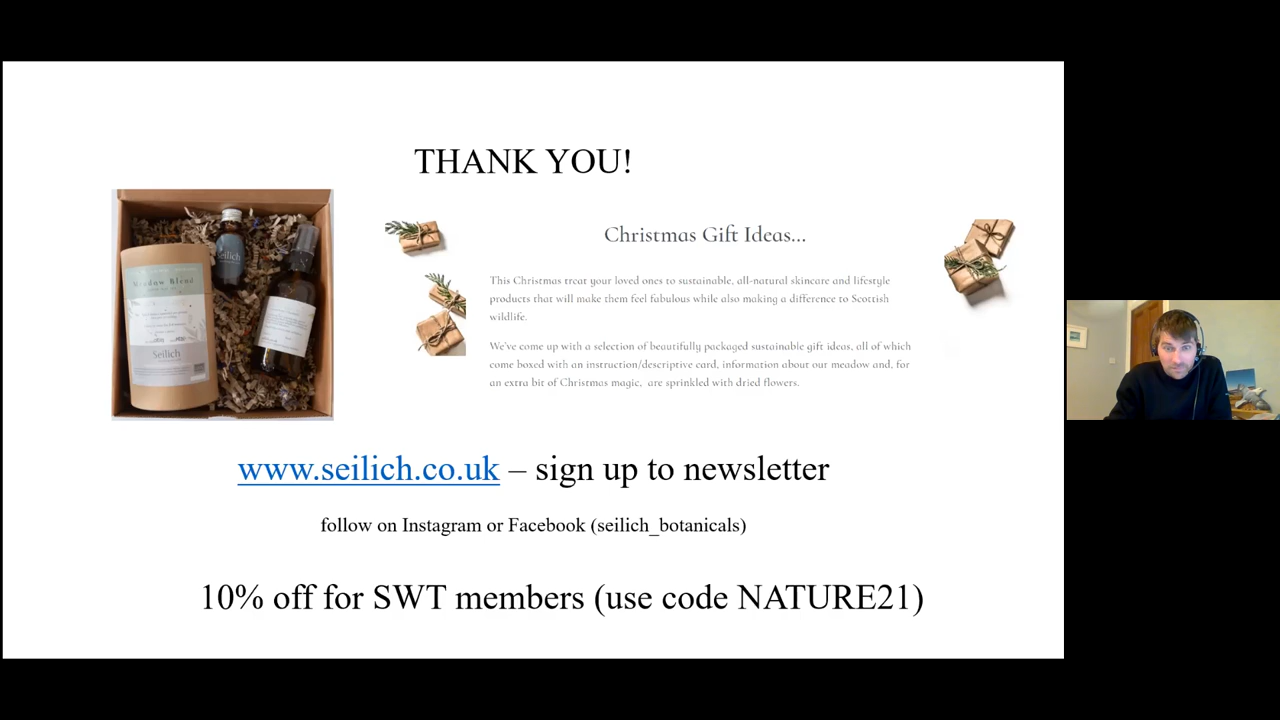 THANK YOU!
Seilich
Meadow Blend
Seilich
Christmas Gift Ideas...
This Christmas treat your loved ones to sustainable, all-natural skincare and lifestyle
products that will make them feel fabulous while also making a difference to Scottish
wildlife.
We've come up with a selection of beautifully packaged sustainable gift ideas, all of which
come boxed with an instruction/descriptive card, information about our meadow and, for
an extra bit of Christmas magic, are sprinkled with dried flowers.
www.seilich.co.uk – sign up to newsletter
follow on Instagram or Facebook (seilich_botanicals)
10% off for SWT members (use code NATURE21)